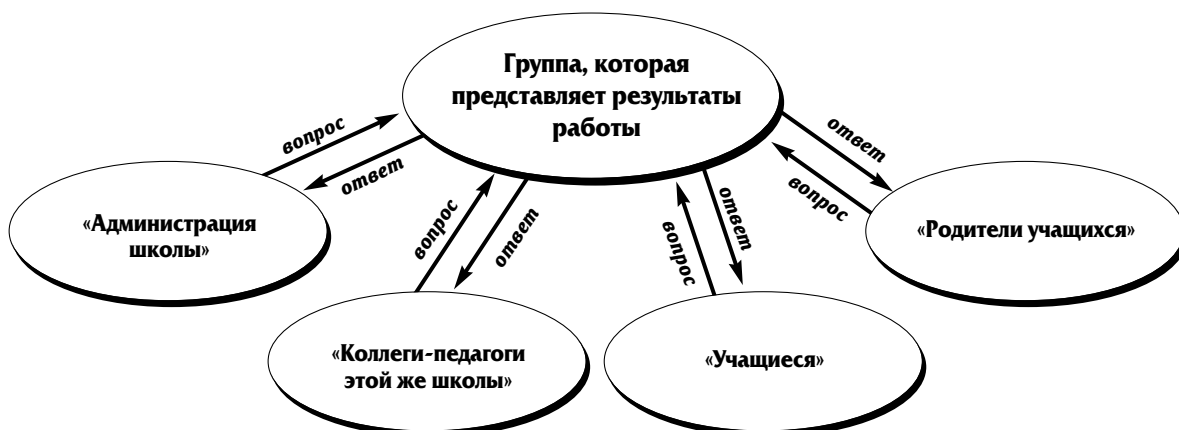 Группа, которая
представляет результаты
работы
вопрос
ответ
ответ
вопрос
«Администрация
школы»
вопрос
ответ
вопрос
ответ
«Родители учащихся»
«Коллеги-педагоги
этой же школы»
«Учащиеся»